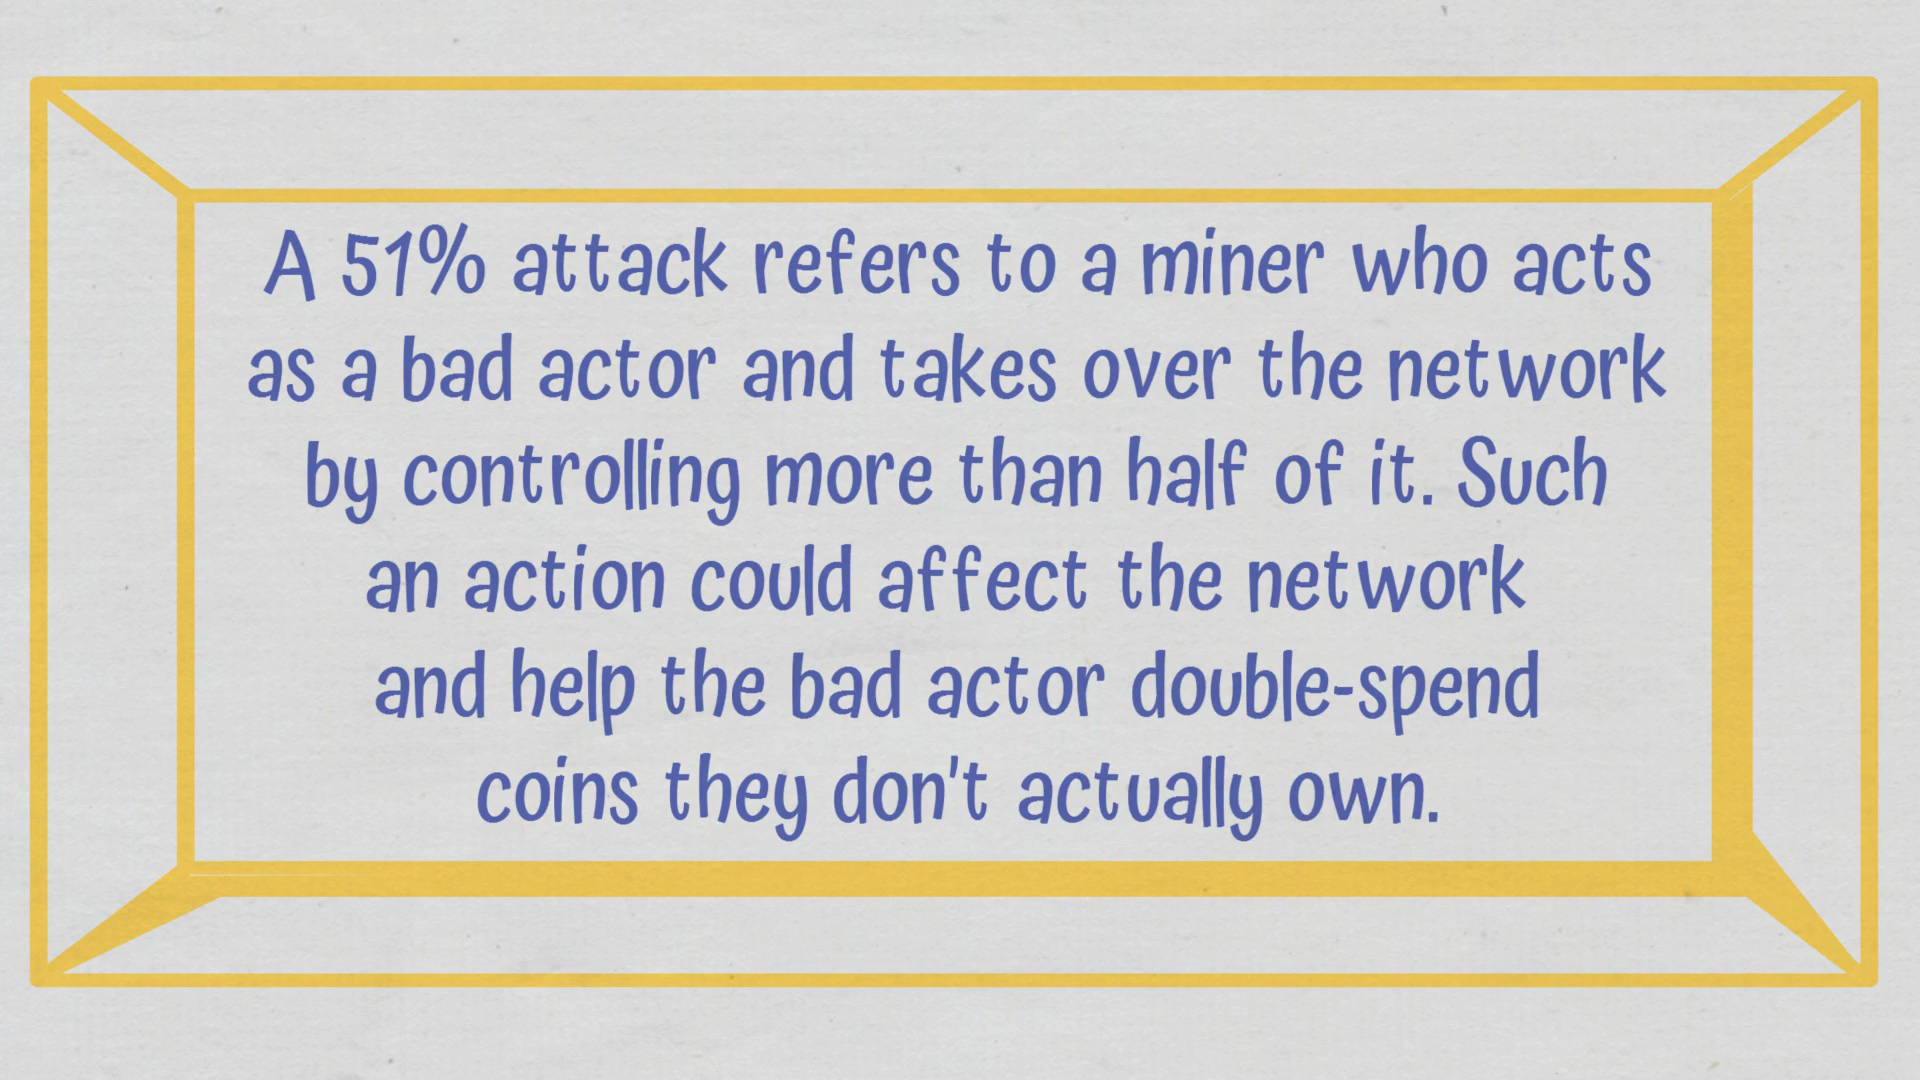 A 51% attack refers to a miner who acts
as a bad actor and takes over the network
by controlling more than half of it. Such
an action could affect the network
and help the bad actor double-spend
coins they don't actually own.